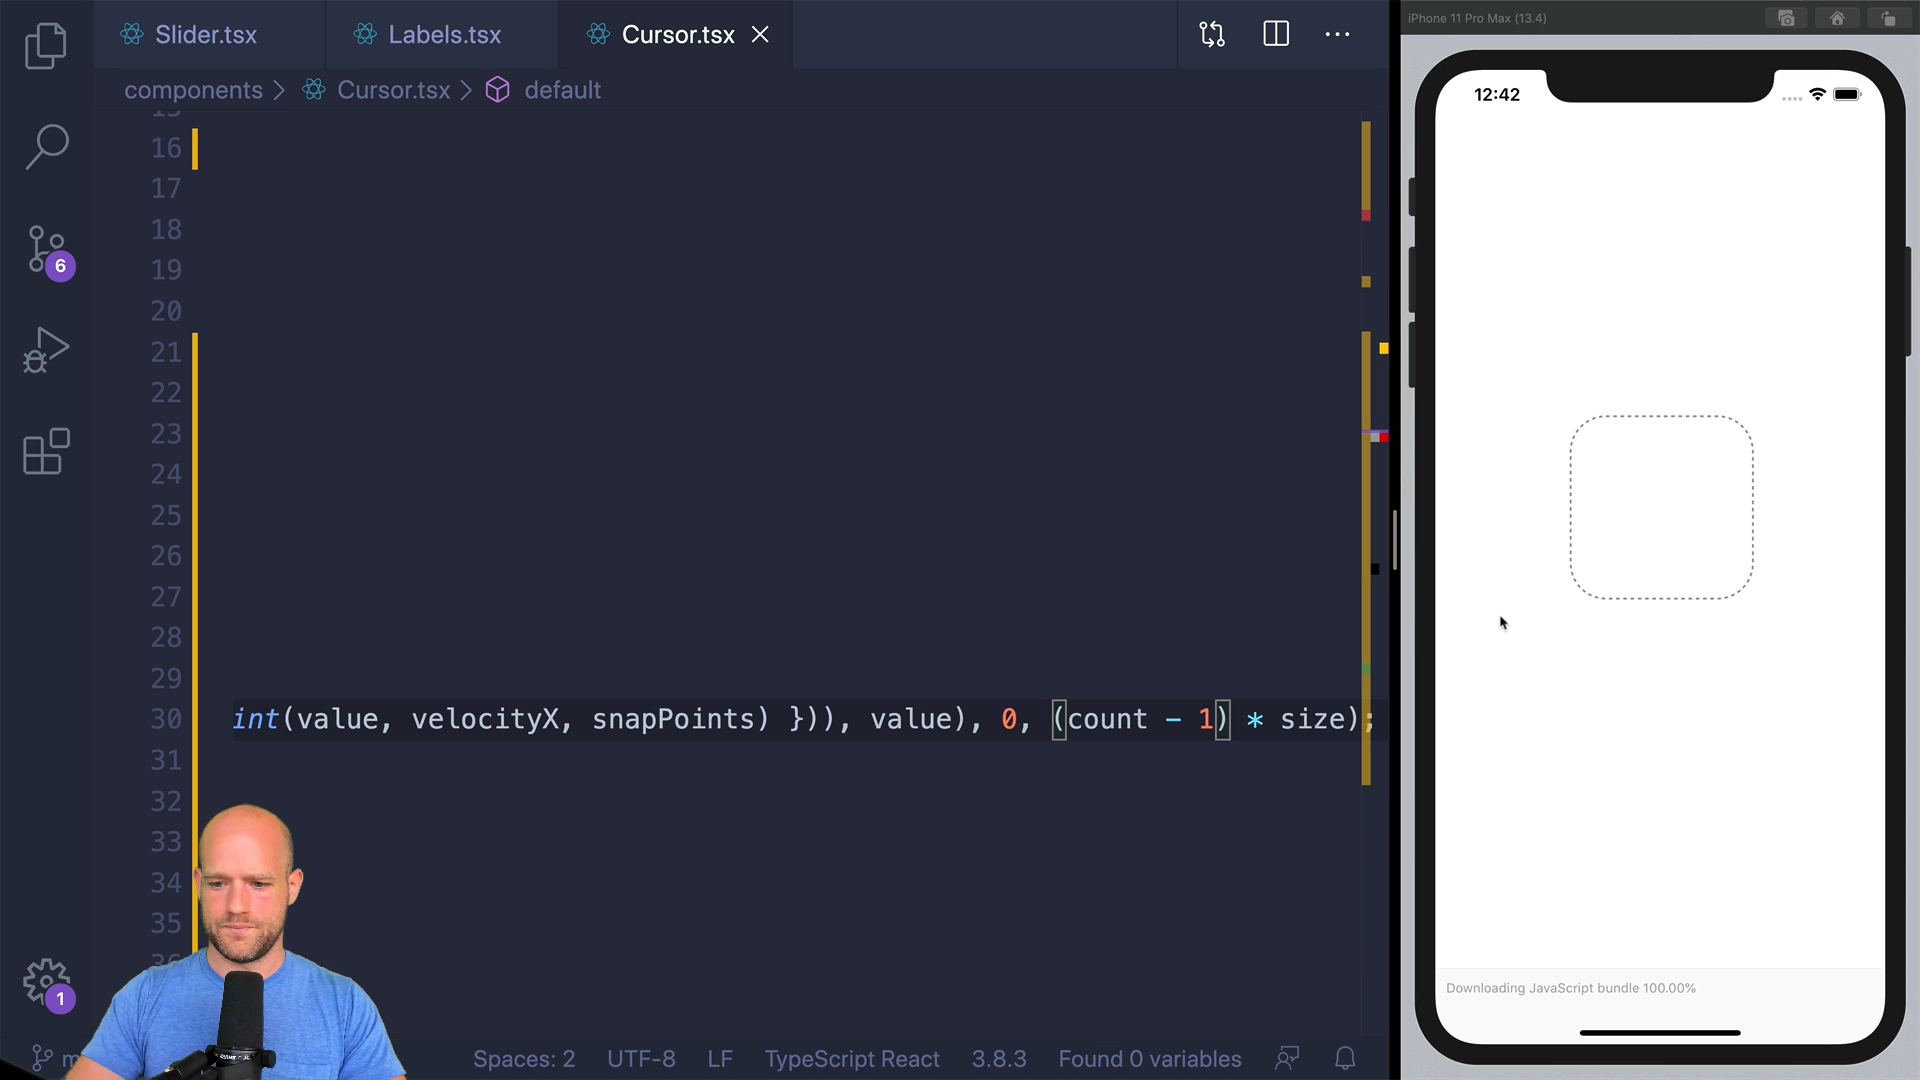 Slider.tsx
Labels.tsx
Cursor.tsx
iPhone 11 Pro Max (13.4)
components
Cursor.tsx
default
12:42
16
17
18
19
20
21
22
23
24
25
26
27
28
29
30
int(value, velocityX, snapPoints) })), value), 0, (count - 1) * size);
31
32
33
34
35
6
1
Downloading JavaScript bundle 100.00%
Spaces: 2
UTF-8
LF
TypeScript React
3.8.3
Found 0 variables